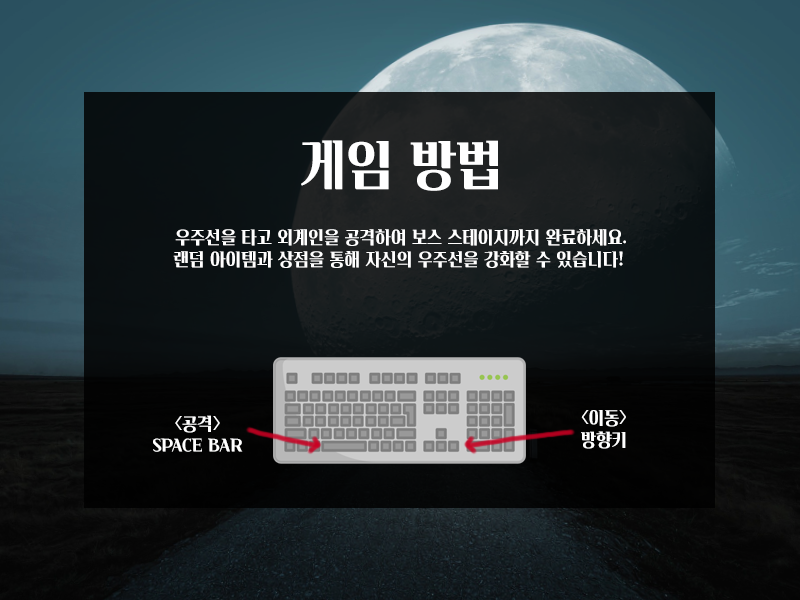 게임 방법
우주선을 타고 외계인을 공격하여 보스 스테이지까지 완료하세요.
랜덤 아이템과 상점을 통해 자신의 우주선을 강화할 수 있습니다!
<공격>
SPACE BAR
<이동>
방향키